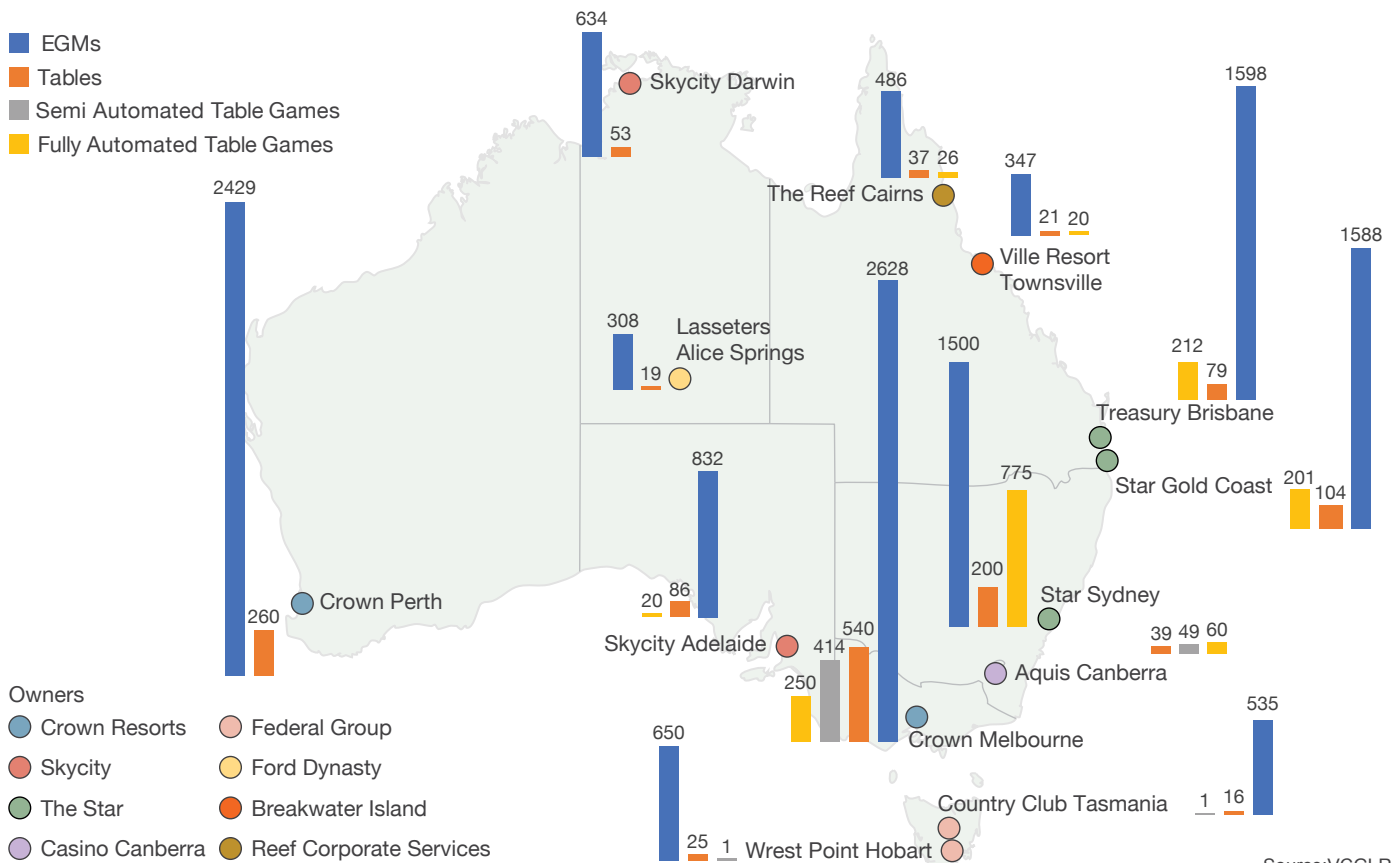 EGMs
Tables
Semi Automated Table Games
Fully Automated Table Games
634
53
Skycity Darwin
486
37
26
The Reef Cairns
347
21
20
Ville Resort
Townsville
1598
212
79
Treasury Brisbane
1588
201
104
Star Gold Coast
2429
260
Crown Perth
308
19
Lasseters
Alice Springs
2628
540
414
250
Crown Melbourne
1500
200
775
Star Sydney
832
86
20
Skycity Adelaide
39
49
60
Aquis Canberra
535
16
1
Country Club Tasmania
650
25
1
Wrest Point Hobart
Owners
Crown Resorts
Federal Group
Skycity
Ford Dynasty
The Star
Breakwater Island
Casino Canberra
Reef Corporate Services